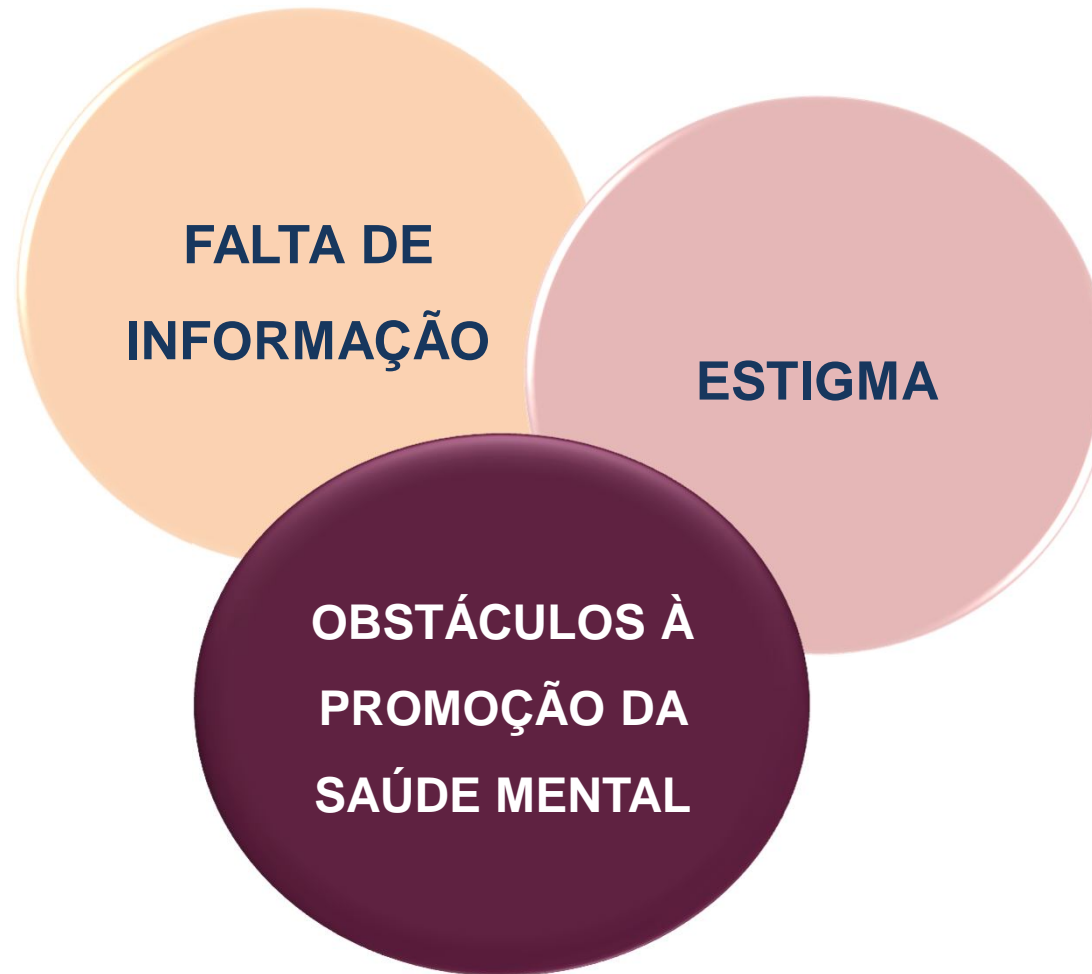 FALTA DE
INFORMAÇÃO
ESTIGMA
OBSTÁCULOS À
PROMOÇÃO DA
SAÚDE MENTAL